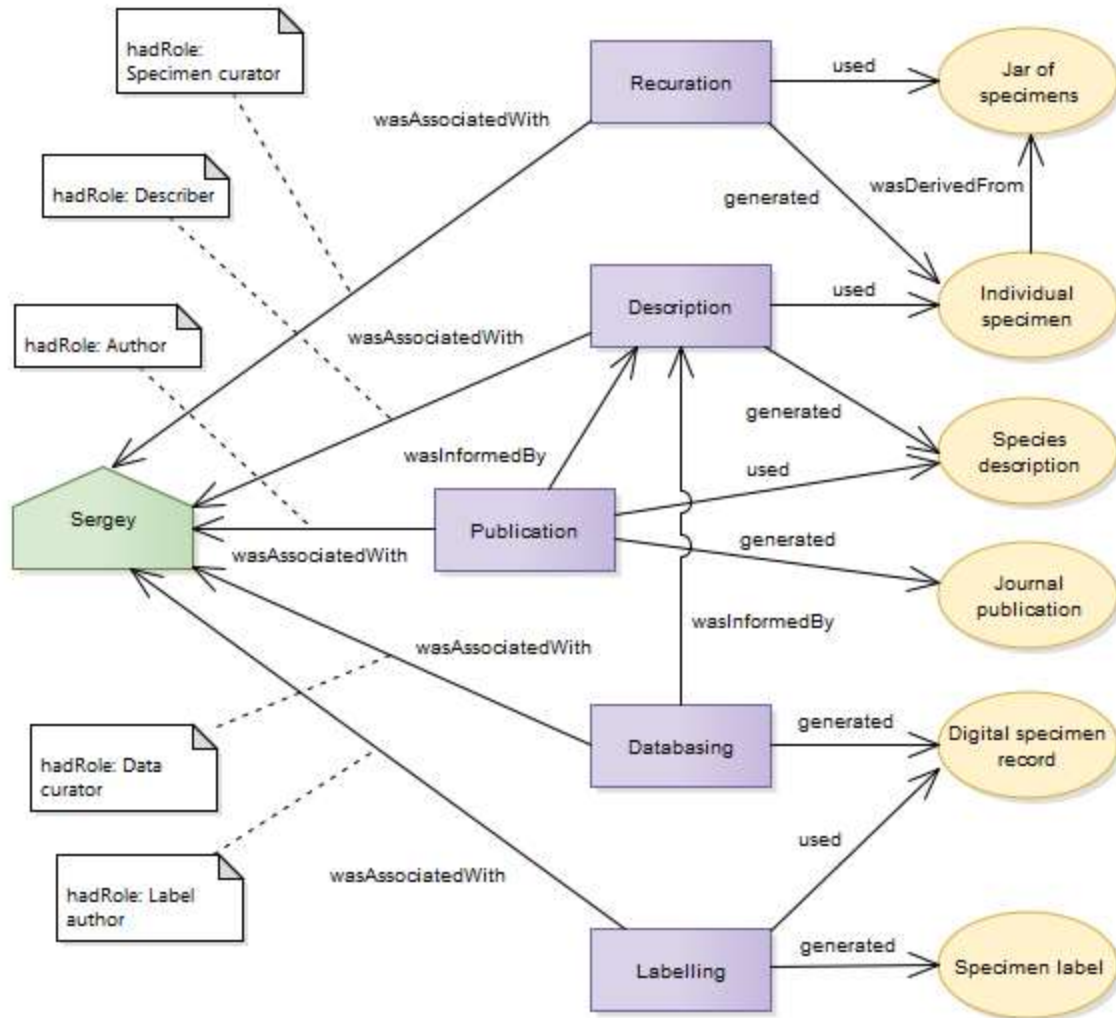 hadRole:
Specimen curator
Recuration
used
Jar of
specimens
wasAssociatedWith
hadRole: Describer
generated
wasDerivedFrom
Description
used
Individual
specimen
hadRole: Author
wasAssociatedWith
generated
Species
description
wasInformedBy
used
Sergey
Publication
wasAssociatedWith
generated
Journal
publication
wasInformedBy
wasAssociatedWith
hadRole: Data
curator
Databasing
generated
Digital specimen
record
used
hadRole: Label
author
wasAssociatedWith
Labelling
generated
Specimen label